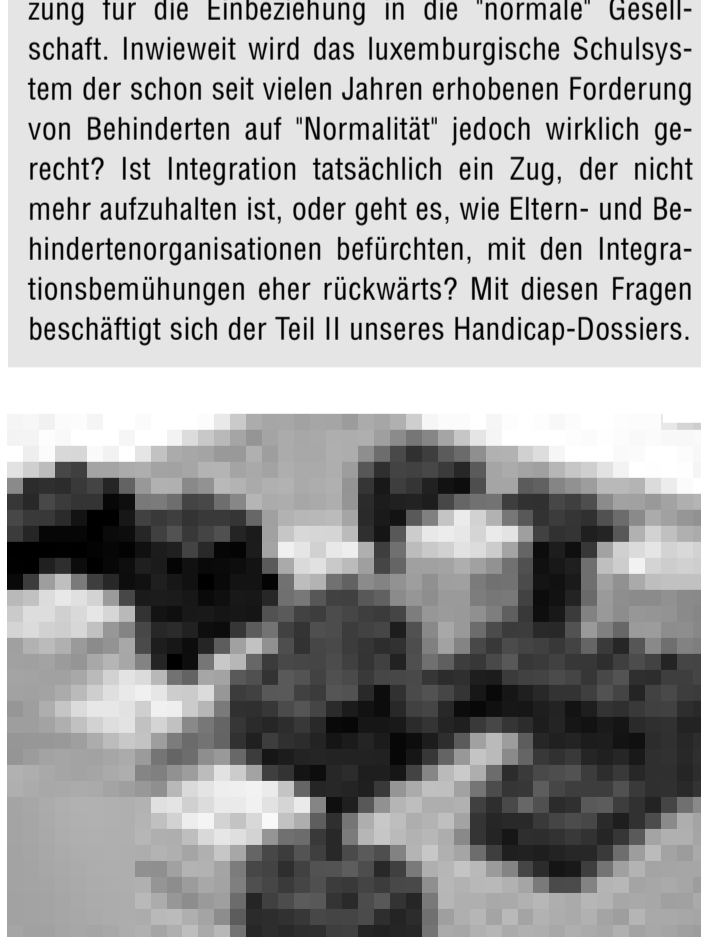 zung für die Einbeziehung in die "normale" Gesell-
schaft. Inwieweit wird das luxemburgische Schulsys-
tem der schon seit vielen Jahren erhobenen Forderung
von Behinderten auf "Normalität" jedoch wirklich ge-
recht? Ist Integration tatsächlich ein Zug, der nicht
mehr aufzuhalten ist, oder geht es, wie Eltern- und Be-
hindertenorganisationen befürchten, mit den Integra-
tionsbemühungen eher rückwärts? Mit diesen Fragen
beschäftigt sich der Teil II unseres Handicap-Dossiers.